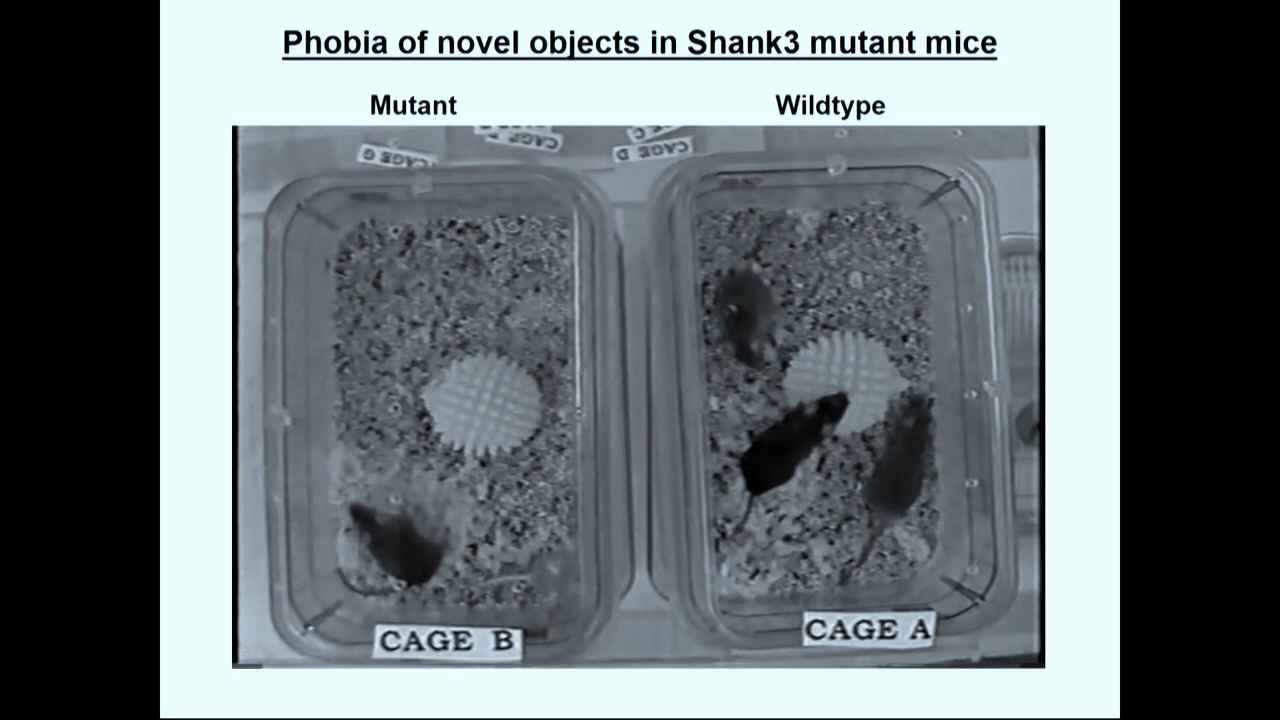 Phobia of novel objects in Shank3 mutant mice
Mutant
Wildtype
CAGE G
CAGE D
CAGE B
CAGE A